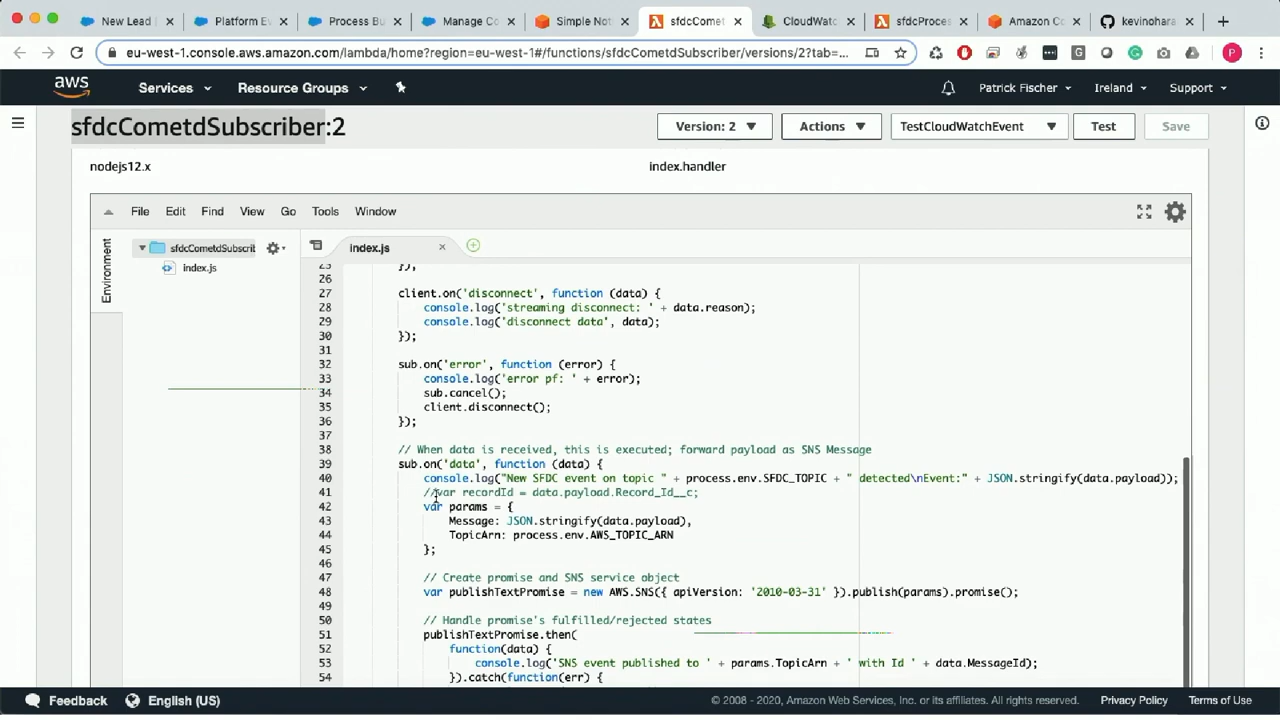 New Lead
Platform Ev
Process Bu
Manage Co
Simple Not
sfdcComet
CloudWatc
sfdcProces
Amazon Co
kevinohara
eu-west-1.console.aws.amazon.com/lambda/home?region=eu-west-1#/functions/sfdcCometdSubscriber/versions/2?tab=...
P
aws
Services
Resource Groups
Patrick Fischer
Ireland
Support
sfdcCometdSubscriber:2
Version: 2
Actions
TestCloudWatchEvent
Test
Save
nodejs12.x
index.handler
File Edit Find View Go Tools Window
Environment
sfdcCometdSubscrib
index.js
index.js
25 });
26
27 client.on('disconnect', function (data) {
28 console.log('streaming disconnect: ' + data.reason);
29 console.log('disconnect data', data);
30 });
31
32 sub.on('error', function (error) {
33 console.log('error pf: ' + error);
34 sub.cancel();
35 client.disconnect();
36 });
37
38 // When data is received, this is executed; forward payload as SNS Message
39 sub.on('data', function (data) {
40 console.log("New SFDC event on topic " + process.env.SFDC_TOPIC + " detected\nEvent:" + JSON.stringify(data.payload));
41 //var recordId = data.payload.Record_Id__c;
42 var params = {
43 Message: JSON.stringify(data.payload),
44 TopicArn: process.env.AWS_TOPIC_ARN
45 };
46
47 // Create promise and SNS service object
48 var publishTextPromise = new AWS.SNS({ apiVersion: '2010-03-31' }).publish(params).promise();
49
50 // Handle promise's fulfilled/rejected states
51 publishTextPromise.then(
52 function(data) {
53 console.log('SNS event published to ' + params.TopicArn + ' with Id ' + data.MessageId);
54 }).catch(function(err) {
Feedback
English (US)
© 2008 - 2020, Amazon Web Services, Inc. or its affiliates. All rights reserved.
Privacy Policy
Terms of Use